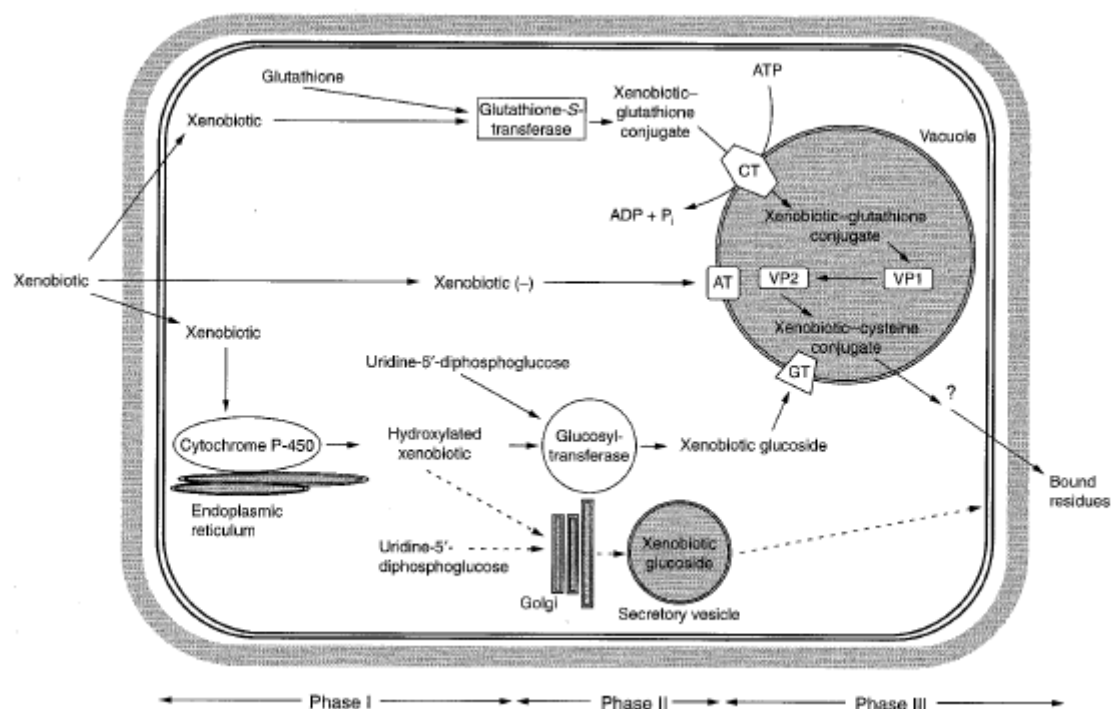 Glutathione
ATP
Xenobiotic
Glutathione-S-
transferase
Xenobiotic–
glutathione
conjugate
Vacuole
CT
ADP + Pi
Xenobiotic–glutathione
conjugate
Xenobiotic
Xenobiotic (–)
AT
VP2
VP1
Xenobiotic
Xenobiotic–cysteine
conjugate
Uridine-5'-diphosphoglucose
GT
?
Cytochrome P-450
Hydroxylated
xenobiotic
Glucosyl-
transferase
Xenobiotic glucoside
Bound
residues
Endoplasmic
reticulum
Uridine-5'-
diphosphoglucose
Xenobiotic
glucoside
Golgi
Secretory vesicle
Phase I
Phase II
Phase III